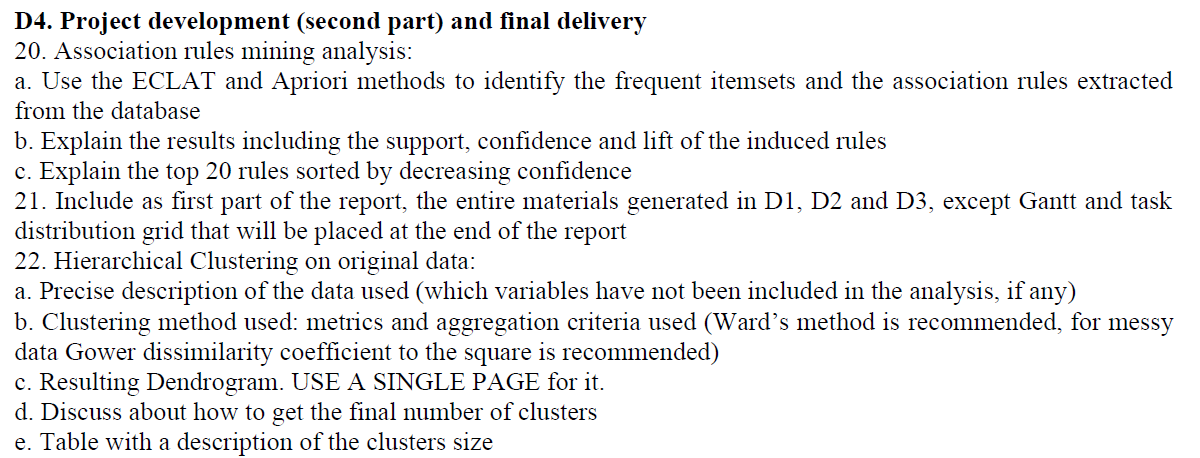 D4. Project development (second part) and final delivery
20. Association rules mining analysis:
a. Use the ECLAT and Apriori methods to identify the frequent itemsets and the association rules extracted
from the database
b. Explain the results including the support, confidence and lift of the induced rules
c. Explain the top 20 rules sorted by decreasing confidence
21. Include as first part of the report, the entire materials generated in D1, D2 and D3, except Gantt and task
distribution grid that will be placed at the end of the report
22. Hierarchical Clustering on original data:
a. Precise description of the data used (which variables have not been included in the analysis, if any)
b. Clustering method used: metrics and aggregation criteria used (Ward’s method is recommended, for messy
data Gower dissimilarity coefficient to the square is recommended)
c. Resulting Dendrogram. USE A SINGLE PAGE for it.
d. Discuss about how to get the final number of clusters
e. Table with a description of the clusters size